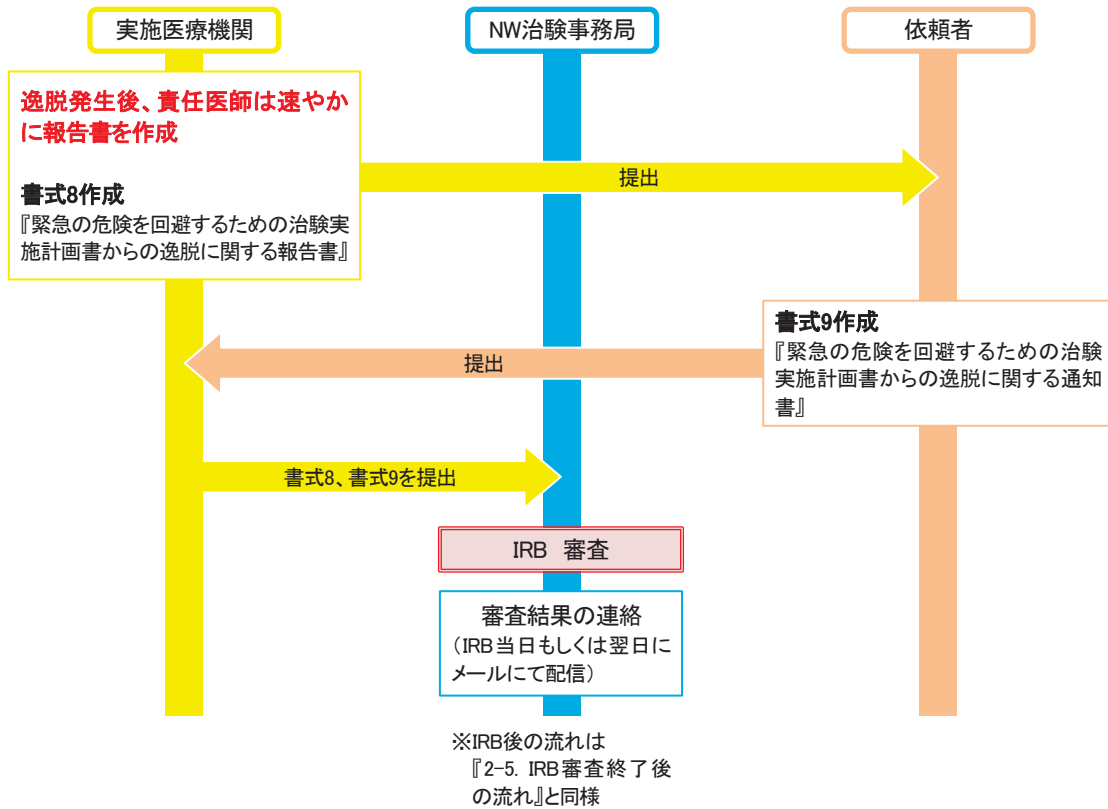 実施医療機関
NW治験事務局
依頼者
逸脱発生後、責任医師は速やか
に報告書を作成
書式8作成
『緊急の危険を回避するための治験実
施計画書からの逸脱に関する報告書』
提出
書式9作成
『緊急の危険を回避するための治験
実施計画書からの逸脱に関する通知
書』
提出
書式8、書式9を提出
IRB 審査
審査結果の連絡
（IRB当日もしくは翌日に
メールにて配信）
※IRB後の流れは
『2-5. IRB審査終了後
の流れ』と同様